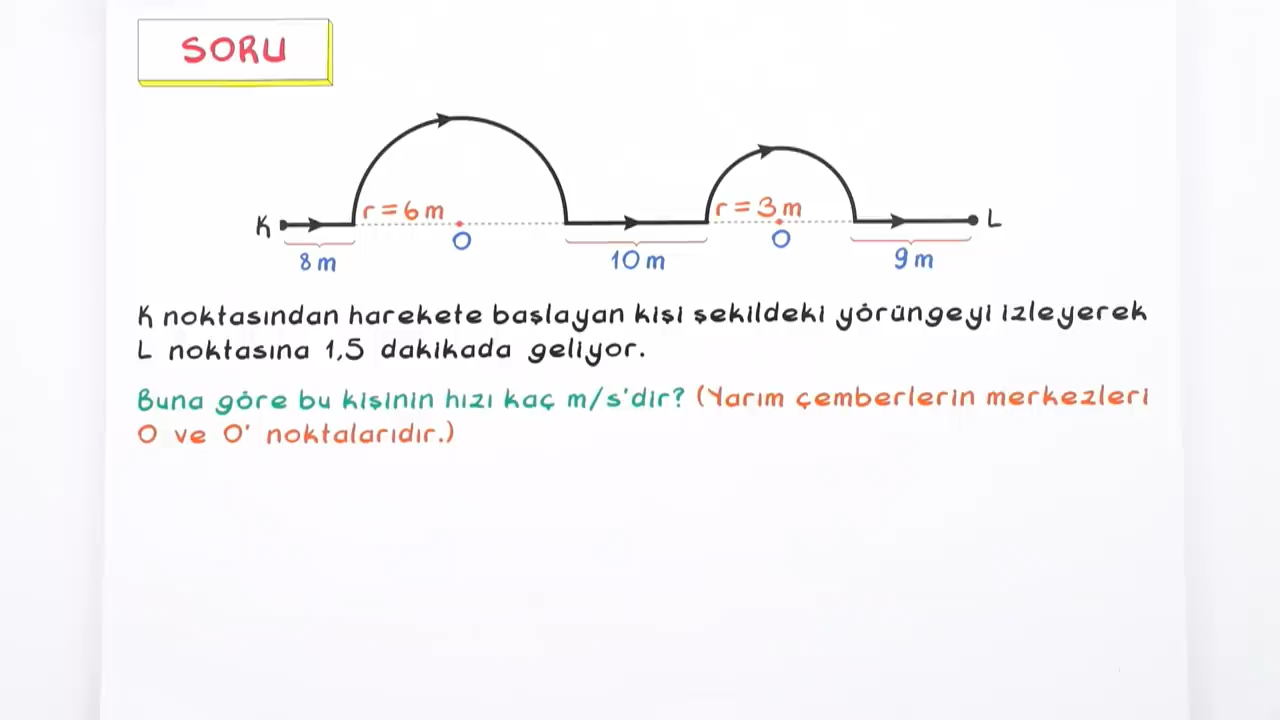 SORU
K
r = 6 m
O
r = 3 m
O
L
8 m
10 m
9 m
K noktasından harekete başlayan kişi şekildeki yörüngeyi izleyerek
L noktasına 1,5 dakikada geliyor.
Buna göre bu kişinin hızı kaç m/s'dir? (Yarım çemberlerin merkezleri
O ve O' noktalarıdır.)